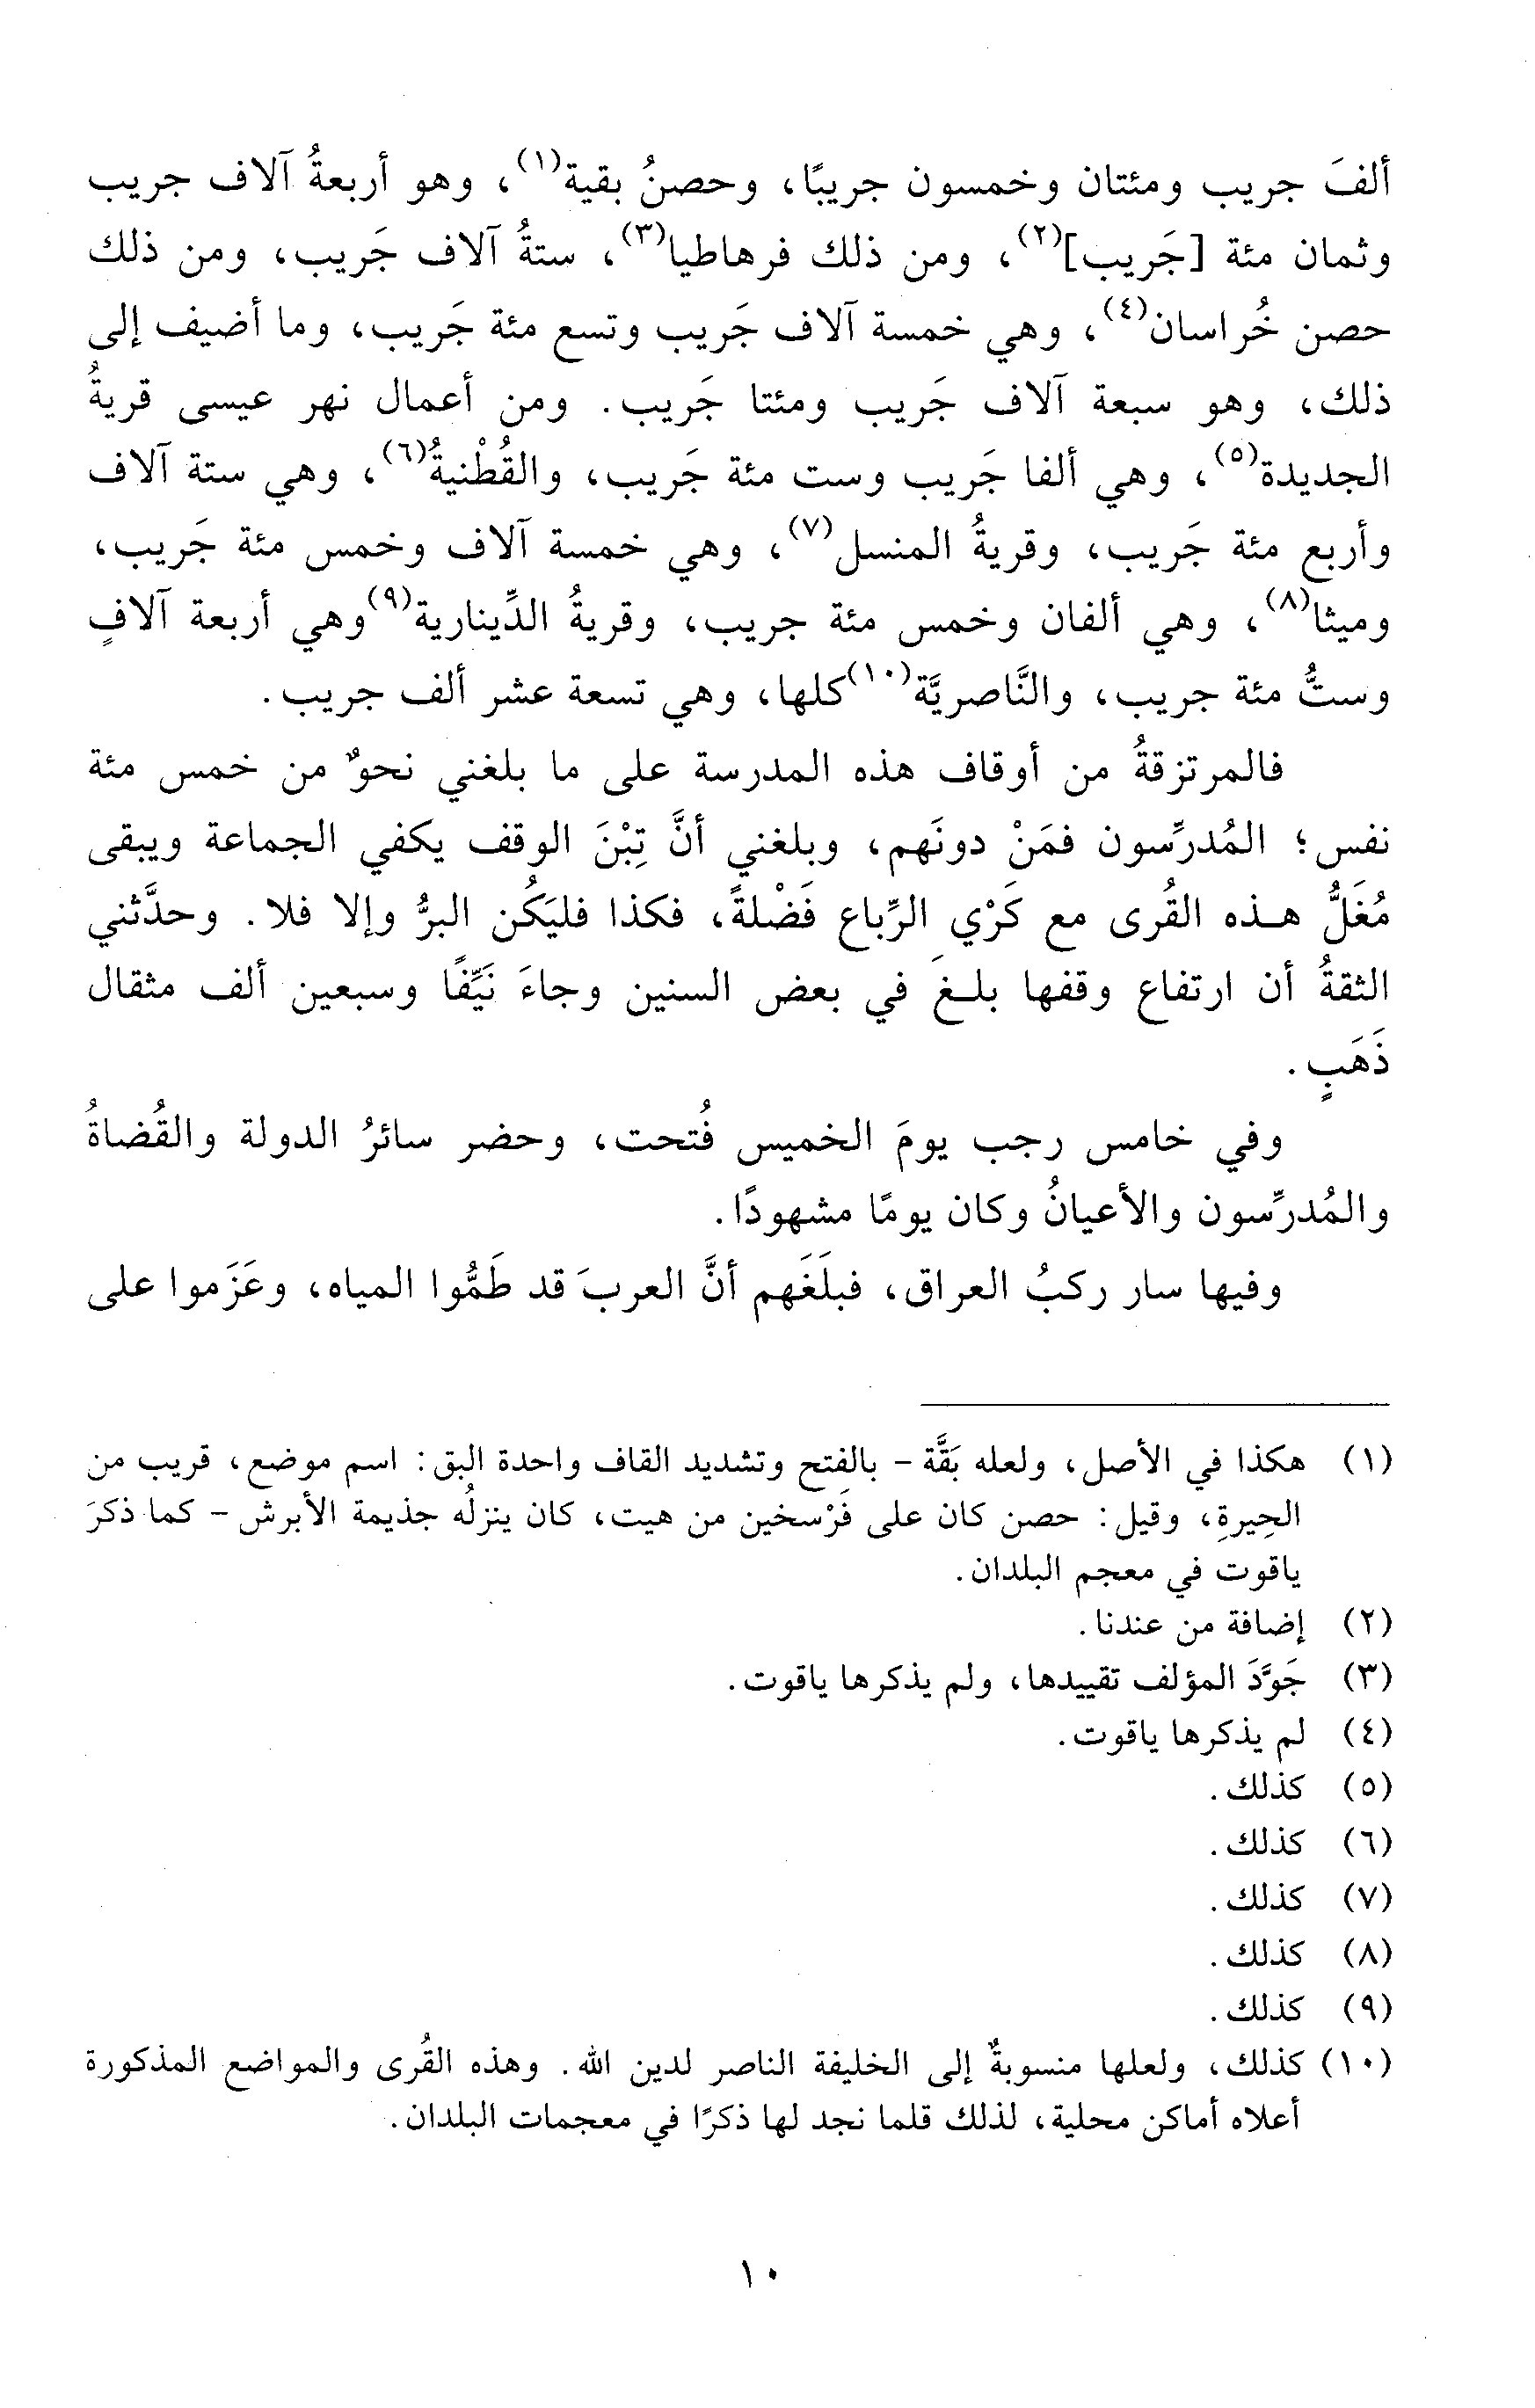 ألفَ جريب ومئتان وخمسون جريبًا، وحصنُ بقية(١)، وهو أربعةُ آلاف جريب
وثمان مئة [جَريب](٢)، ومن ذلك فرهاطيا(٣)، ستةُ آلاف جَريب، ومن ذلك
حصن خُراسان(٤)، وهي خمسة آلاف جَريب وتسع مئة جَريب، وما أضيف إلى
ذلك، وهو سبعة آلاف جَريب ومئتا جَريب. ومن أعمال نهر عيسى قريةُ
الجديدة(٥)، وهي ألفا جَريب وست مئة جَريب، والقُطْنيةُ(٦)، وهي ستة آلاف
وأربع مئة جَريب، وقريةُ المنسل(٧)، وهي خمسة آلاف وخمس مئة جَريب،
وميثا(٨)، وهي ألفان وخمس مئة جريب، وقريةُ الدِّينارية(٩)وهي أربعة آلافٍ
وستُّ مئة جريب، والنَّاصريَّة(١٠)كلها، وهي تسعة عشر ألف جريب.
فالمرتزقةُ من أوقاف هذه المدرسة على ما بلغني نحوٌ من خمس مئة
نفس؛ المُدرِّسون فمَنْ دونَهم، وبلغني أنَّ تِبْنَ الوقف يكفي الجماعة ويبقى
مُغَلُّ هذه القُرى مع كَرْي الرِّباع فَضْلةً، فكذا فليَكُن البرُّ وإلا فلا. وحدَّثني
الثقةُ أن ارتفاع وقفها بلغَ في بعض السنين وجاءَ نَيِّفًا وسبعين ألف مثقال
ذَهَبٍ.
وفي خامس رجب يومَ الخميس فُتحت، وحضر سائرُ الدولة والقُضاةُ
والمُدرِّسون والأعيانُ وكان يومًا مشهودًا.
وفيها سار ركبُ العراق، فبلَغَهم أنَّ العربَ قد طَمُّوا المياه، وعَزَموا على
(١) هكذا في الأصل، ولعله بَقَّة - بالفتح وتشديد القاف واحدة البق: اسم موضع، قريب من
الحِيرةِ، وقيل: حصن كان على فَرْسخين من هيت، كان ينزلُه جذيمة الأبرش - كما ذكرَ
ياقوت في معجم البلدان.
(٢) إضافة من عندنا.
(٣) جَوَّدَ المؤلف تقييدها، ولم يذكرها ياقوت.
(٤) لم يذكرها ياقوت.
(٥) كذلك.
(٦) كذلك.
(٧) كذلك.
(٨) كذلك.
(٩) كذلك.
(١٠) كذلك، ولعلها منسوبةٌ إلى الخليفة الناصر لدين الله. وهذه القُرى والمواضع المذكورة
أعلاه أماكن محلية، لذلك قلما نجد لها ذكرًا في معجمات البلدان.
١٠